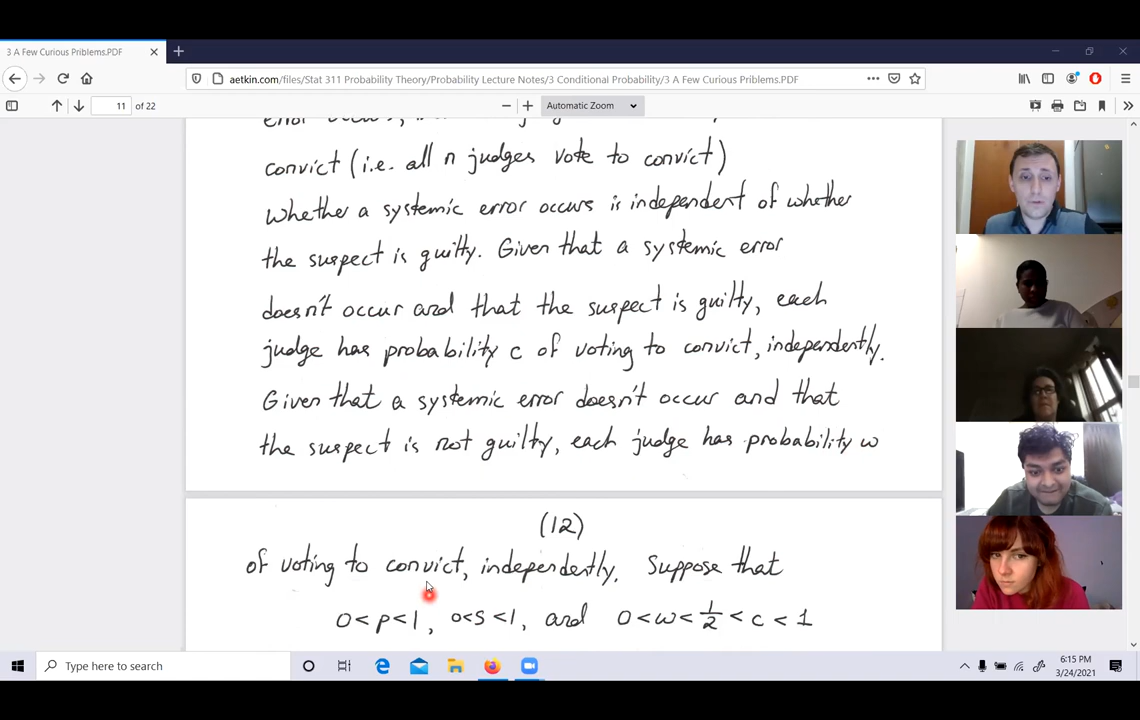 3 A Few Curious Priblems.PDF
aetkin.com/files/Stat 311 Probability Theory/Probability Lecture Notes/3 Conditional Probability/3 A Few Curious Priblems.PDF
11 of 22
Automatic Zoom
error occurs,
convict (i.e. all n judges vote to convict)
Whether a systemic error occurs is independent of whether
the suspect is guilty. Given that a systemic error
doesn't occur and that the suspect is guilty, each
judge has probability c of voting to convict, independently.
Given that a systemic error doesn't occur and that
the suspect is not guilty, each judge has probability w
(12)
of voting to convict, independently. Suppose that
0<p<1, 0<s<1, and 0<w<1/2<c<1
Type here to search
6:15 PM
3/24/2021